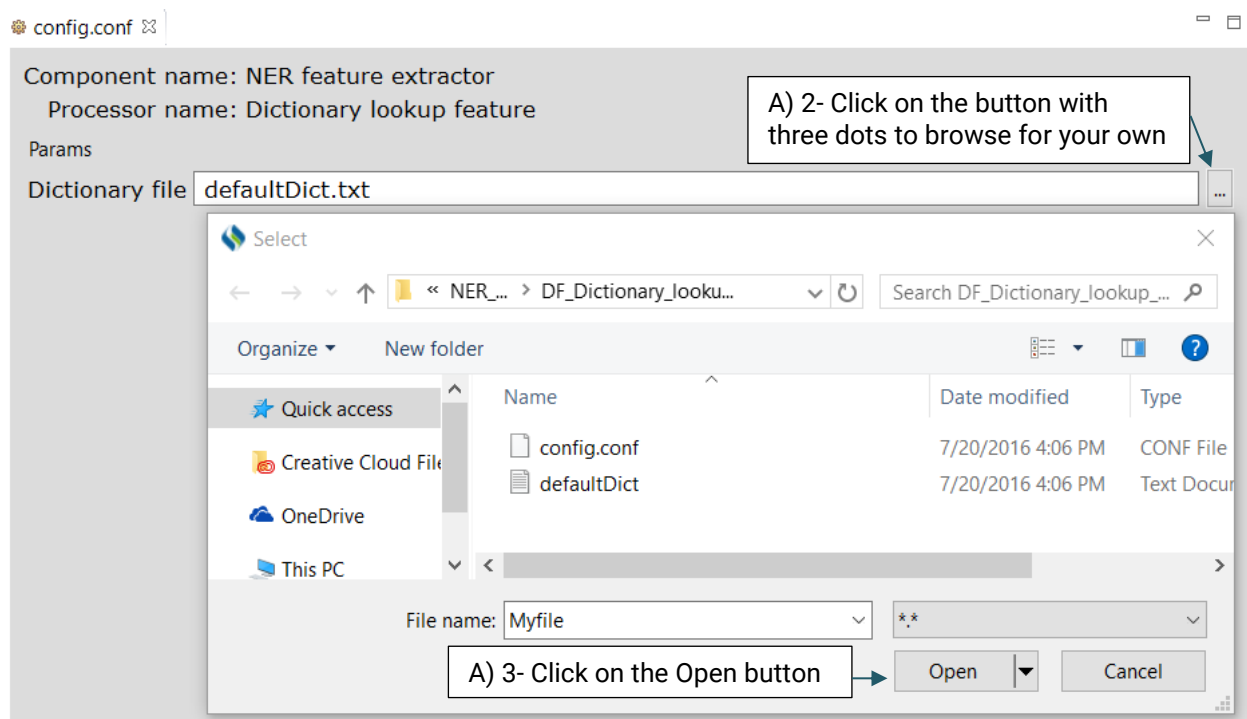 config.conf
Component name: NER feature extractor
Processor name: Dictionary lookup feature
A) 2- Click on the button with
three dots to browse for your own
Params
Dictionary file defaultDict.txt ...
Select
« NER_... > DF_Dictionary_looku... Search DF_Dictionary_lookup_...
Organize New folder ?
Quick access Name Date modified Type
config.conf 7/20/2016 4:06 PM CONF File
Creative Cloud File
defaultDict 7/20/2016 4:06 PM Text Docur
OneDrive
This PC
File name: Myfile *.*
A) 3- Click on the Open button Open Cancel